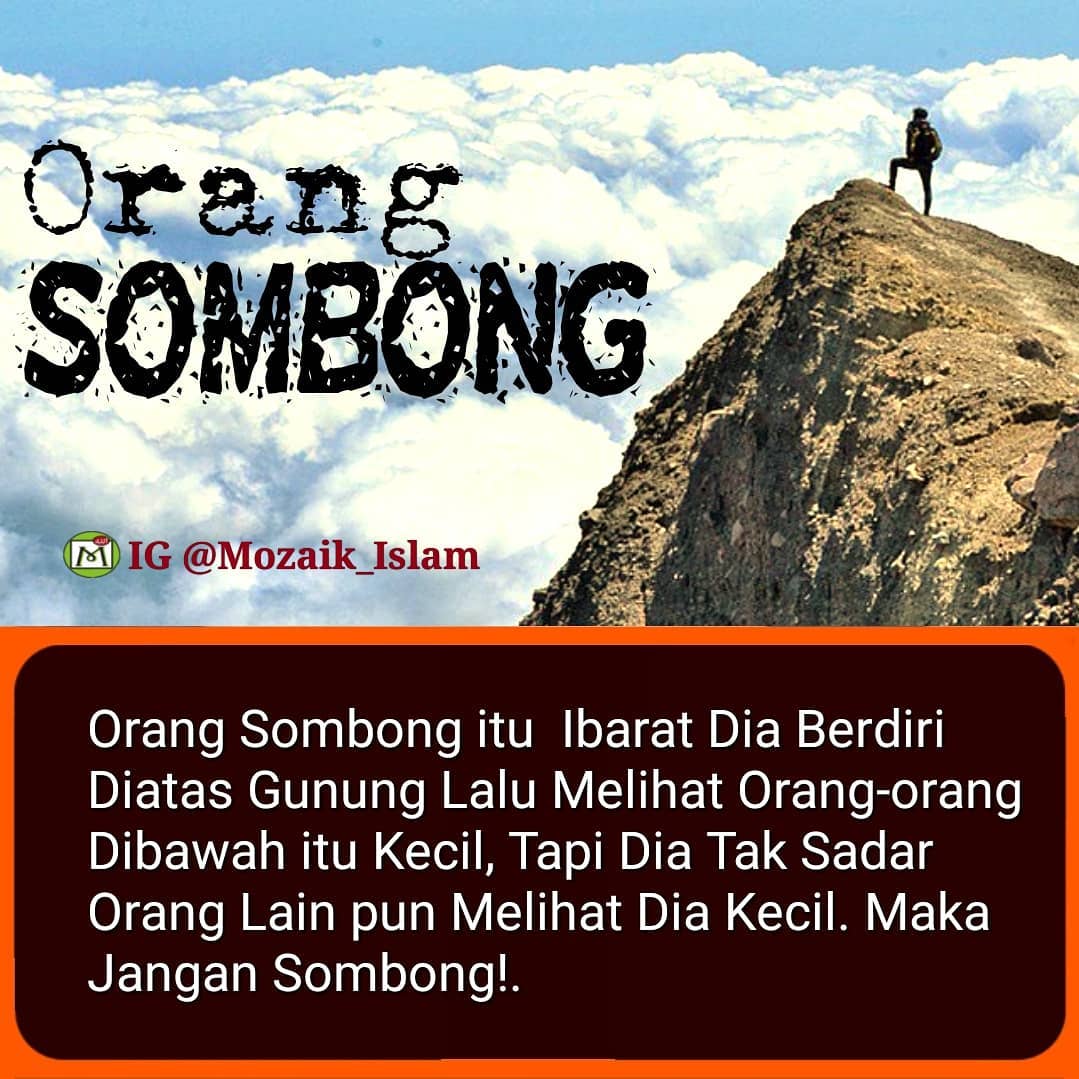 Orang
SOMBONG
IG @Mozaik_Islam
Orang Sombong itu  Ibarat Dia Berdiri
Diatas Gunung Lalu Melihat Orang-orang
Dibawah itu Kecil, Tapi Dia Tak Sadar
Orang Lain pun Melihat Dia Kecil. Maka
Jangan Sombong!.